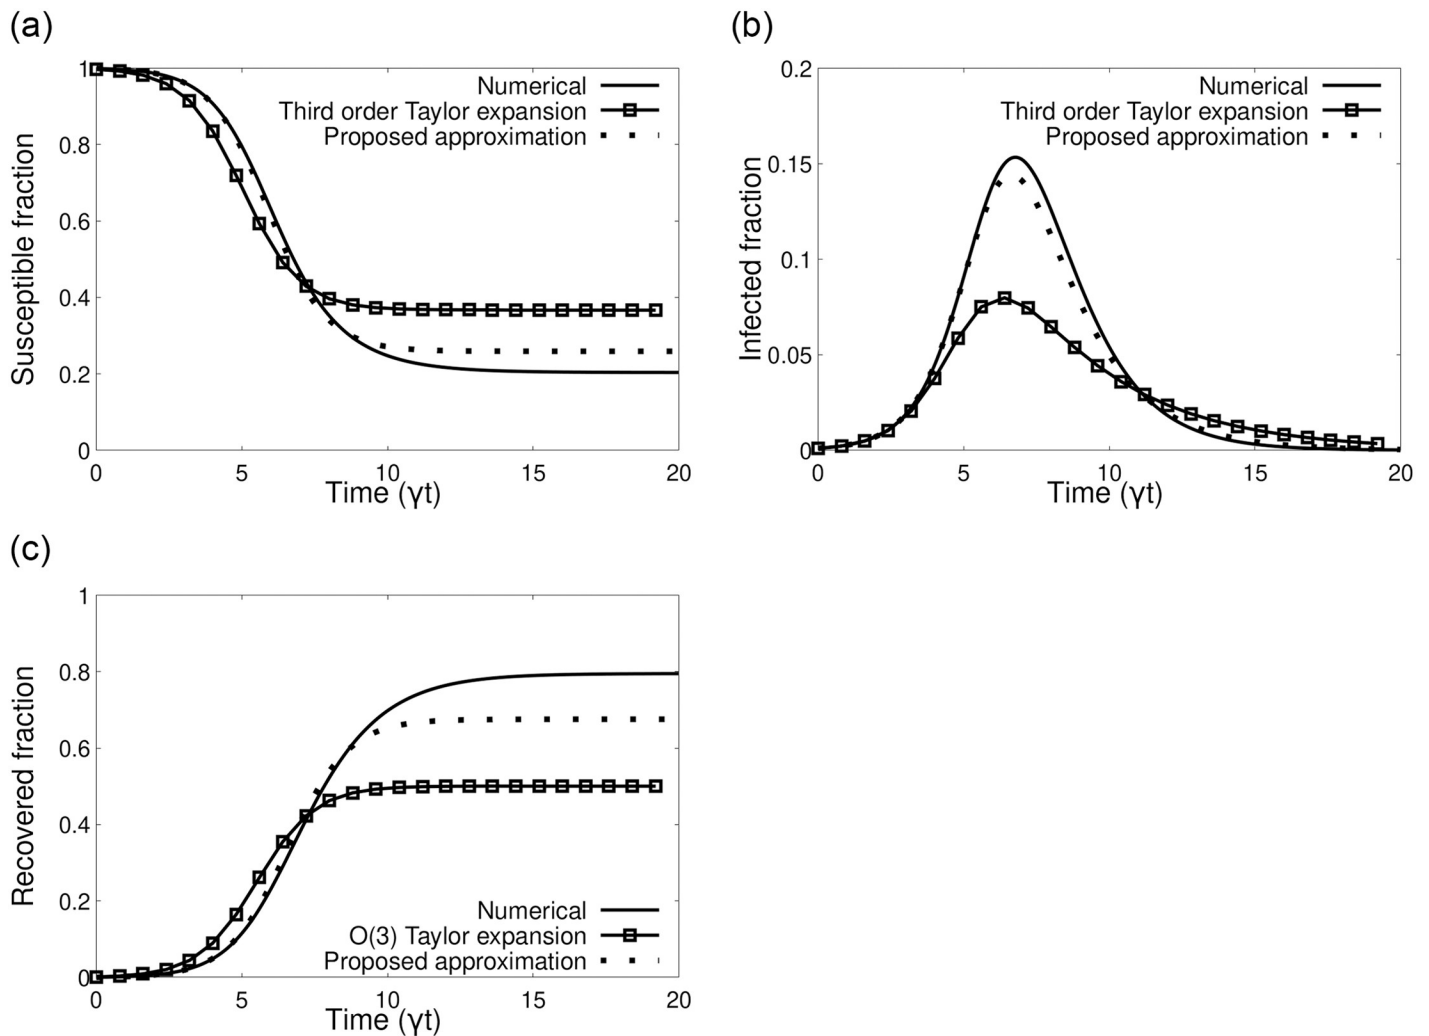 (a)
Susceptible fraction
1
0.8
0.6
0.4
0.2
0
0 5 10 15 20
Time (γt)
Numerical
Third order Taylor expansion
Proposed approximation
(b)
Infected fraction
0.2
0.15
0.1
0.05
0
0 5 10 15 20
Time (γt)
Numerical
Third order Taylor expansion
Proposed approximation
(c)
Recovered fraction
1
0.8
0.6
0.4
0.2
0
0 5 10 15 20
Time (γt)
Numerical
O(3) Taylor expansion
Proposed approximation